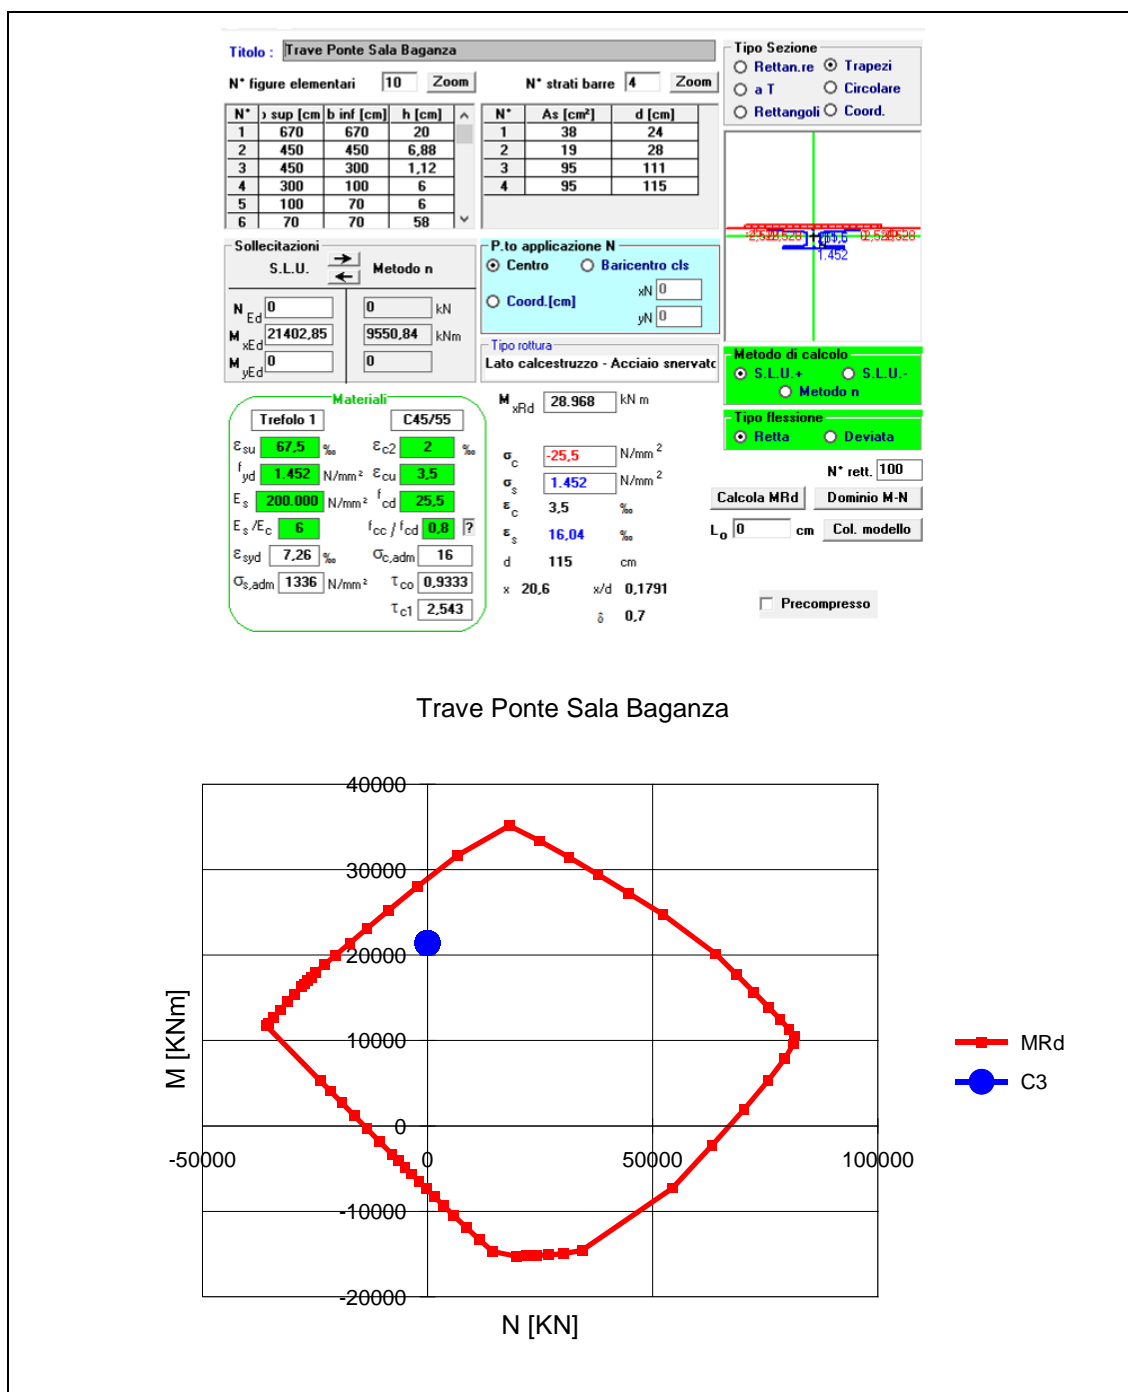 Titolo : Trave Ponte Sala Baganza
N° figure elementari 10 Zoom N° strati barre 4 Zoom
N° b inf [cm] h [cm]
1 670 670 20
2 450 450 6,88
3 450 300 1,12
4 300 100 6
5 100 70 6
6 70 70 58
N° As [cm²] d [cm]
1 38 24
2 19 28
3 95 111
4 95 115
Tipo Sezione
Rettan.re Trapezi
a T Circolare
Rettangoli Coord.
1.452
Sollecitazioni
S.L.U. Metodo n
N Ed 0 0 kN
M xEd 21402,85 9550,84 kNm
M yEd 0 0
P.to applicazione N
Centro Baricentro cls
Coord.[cm] xN 0
yN 0
Tipo rottura
Lato calcestruzzo - Acciaio snervato
Metodo di calcolo
S.L.U.+ S.L.U.-
Metodo n
Tipo flessione
Retta Deviata
N° rett. 100
Calcola MRd Dominio M-N
L₀ 0 cm Col. modello
Precompresso
Materiali
Trefolo 1 C45/55
εsu 67,5 ‰ εc2 2 ‰
fyd 1.452 N/mm² εcu 3,5
Es 200.000 N/mm² fcd 25,5
Es /Ec 6 fcc / fcd 0,8 ?
εsyd 7,26 ‰ σc,adm 16
σs,adm 1336 N/mm² τco 0,9333
τc1 2,543
M xRd 28.968 kN m
σc -25,5 N/mm²
σs 1.452 N/mm²
εc 3,5 ‰
εs 16,04 ‰
d 115 cm
x 20,6 x/d 0,1791
δ 0,7
Trave Ponte Sala Baganza
40000
30000
20000
10000
0
-10000
-20000
-50000 0 50000 100000
M [KNm]
N [KN]
MRd
C3